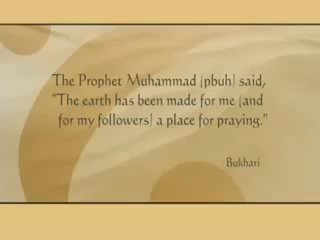 The Prophet Muhammad (pbuh) said,
"The earth has been made for me (and
for my followers) a place for praying."
Bukhari